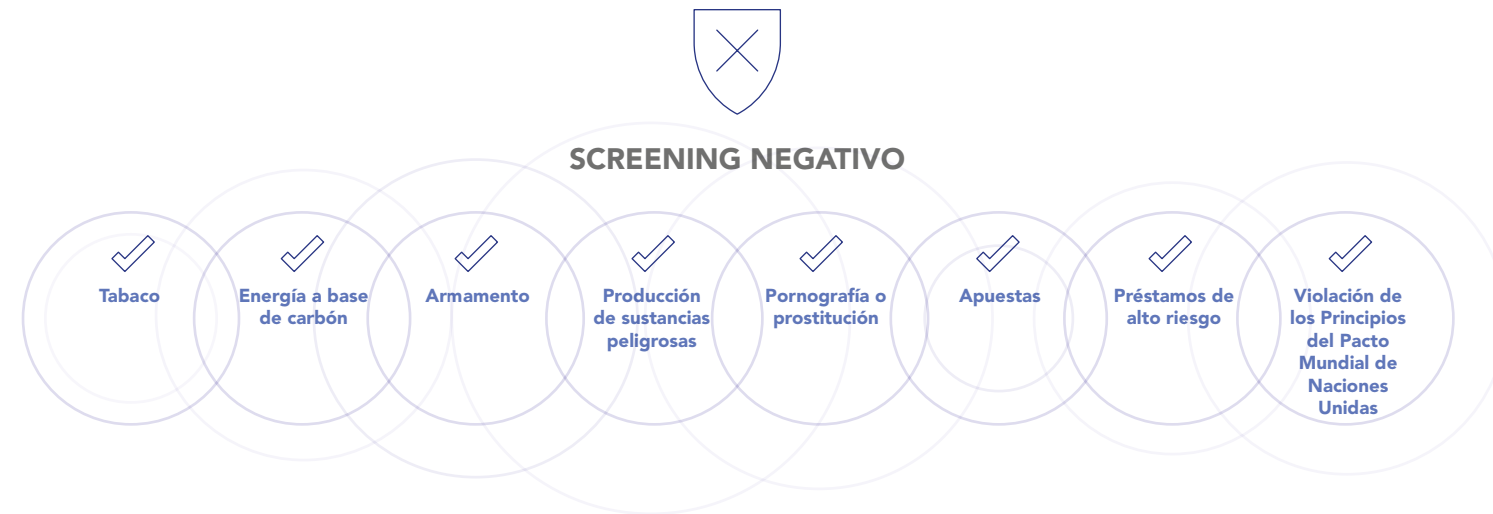 SCREENING NEGATIVO
Tabaco
Energía a base
de carbón
Armamento
Producción
de sustancias
peligrosas
Pornografía o
prostitución
Apuestas
Préstamos de
alto riesgo
Violación de
los Principios
del Pacto
Mundial de
Naciones
Unidas